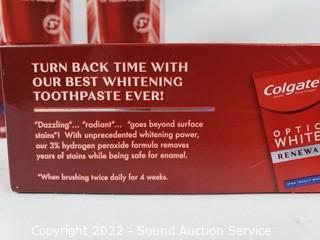 TURN BACK TIME WITH
OUR BEST WHITENING
TOOTHPASTE EVER!
"Dazzling"... "radiant"... "goes beyond surface
stains"! With unprecedented whitening power,
our 3% hydrogen peroxide formula removes
years of stains while being safe for enamel.
*When brushing twice daily for 4 weeks.
Colgate
OPTIC
WHITE
RENEWA
Copyright 2022 - Sound Auction Service